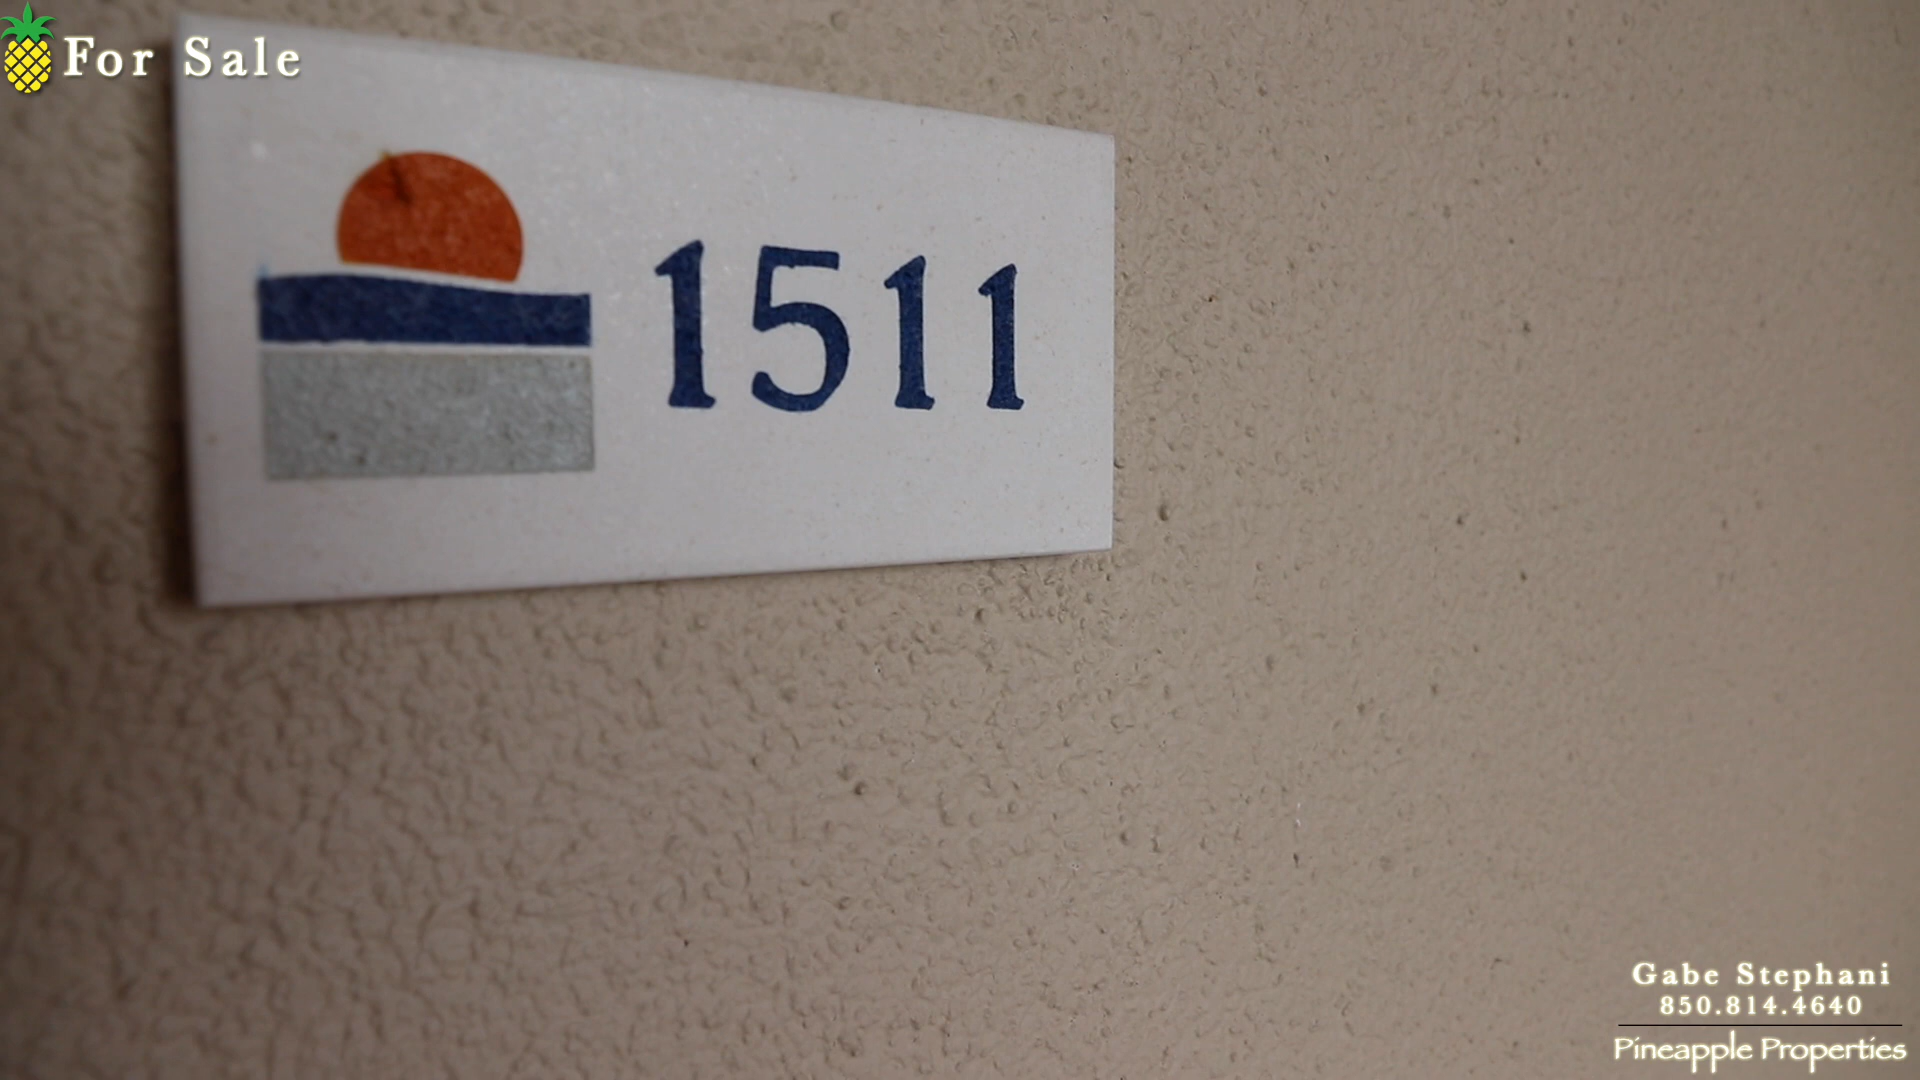 For Sale
1511
Gabe Stephani
850.814.4640
Pineapple Properties